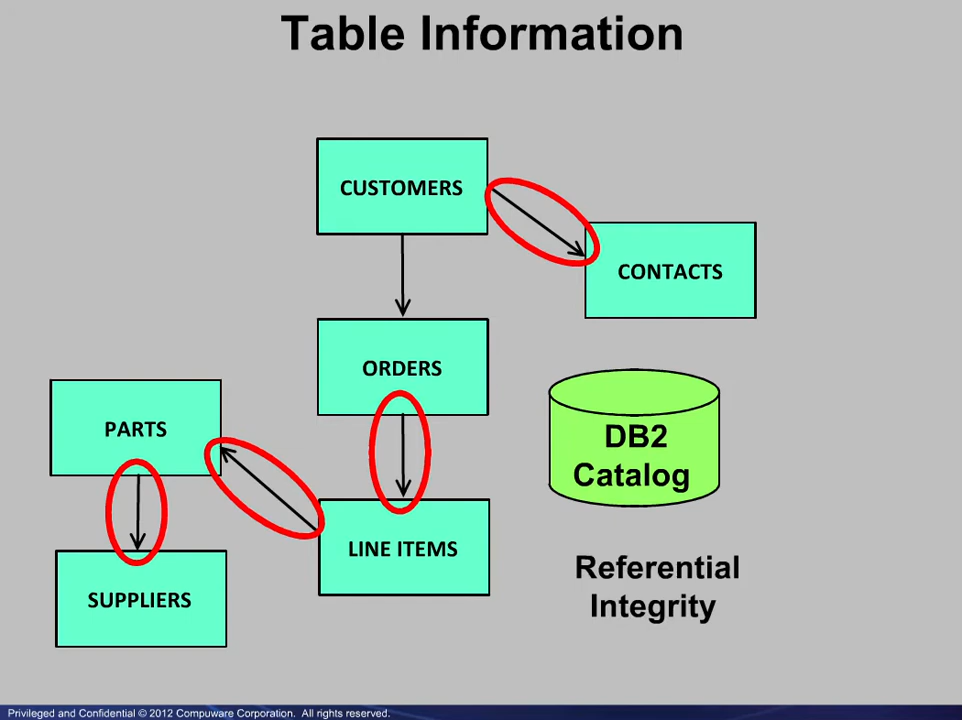 Table Information
CUSTOMERS
CONTACTS
ORDERS
PARTS
DB2
Catalog
LINE ITEMS
SUPPLIERS
Referential
Integrity
Privileged and Confidential © 2012 Compuware Corporation. All rights reserved.